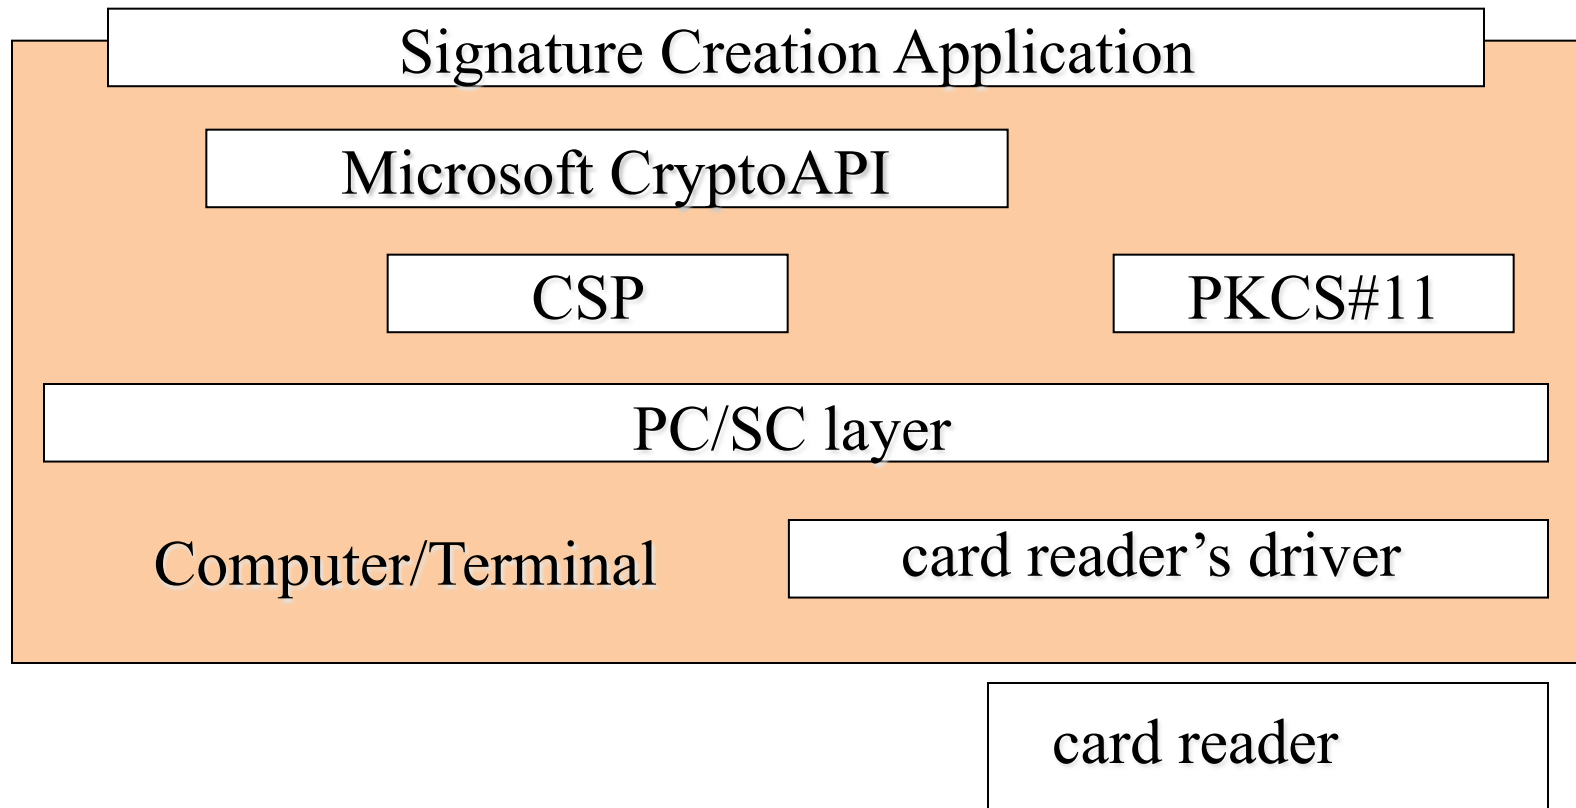 Signature Creation Application
Microsoft CryptoAPI
CSP
PKCS#11
PC/SC layer
Computer/Terminal
card reader’s driver
card reader